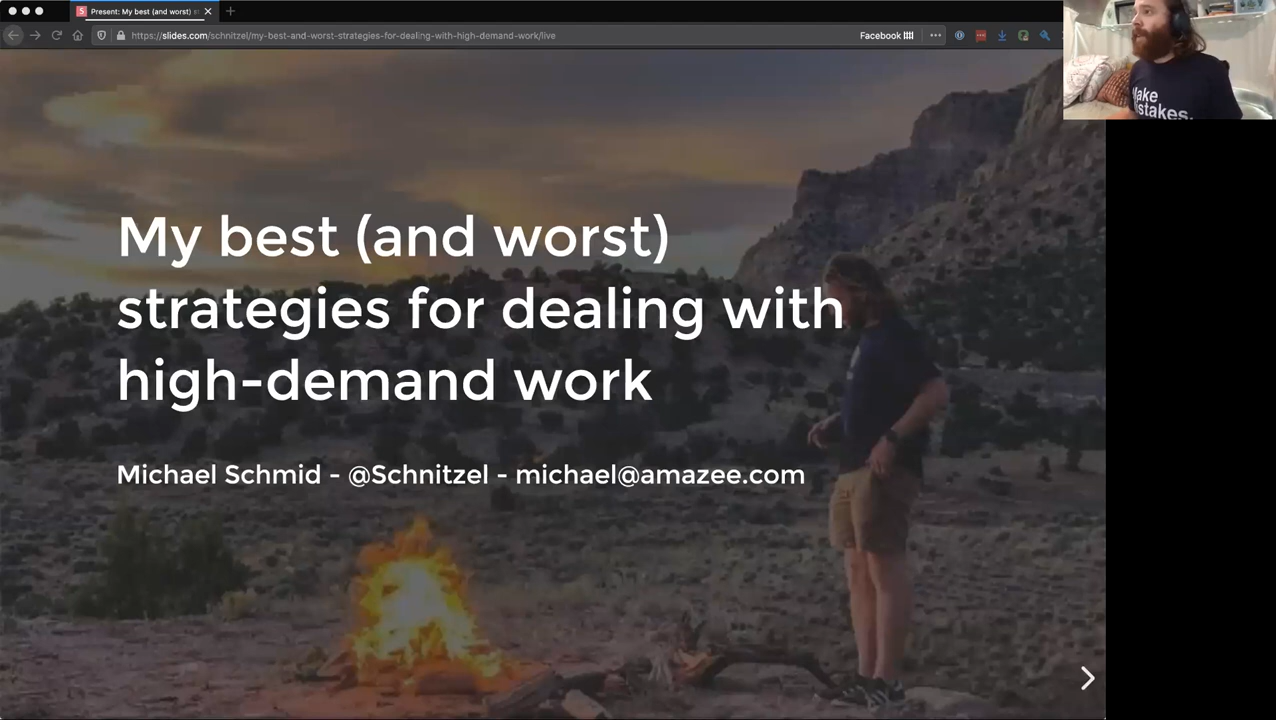 Present: My best (and worst) st
https://slides.com/schnitzel/my-best-and-worst-strategies-for-dealing-with-high-demand-work/live
Facebook
My best (and worst)
strategies for dealing with
high-demand work
Michael Schmid - @Schnitzel - michael@amazee.com